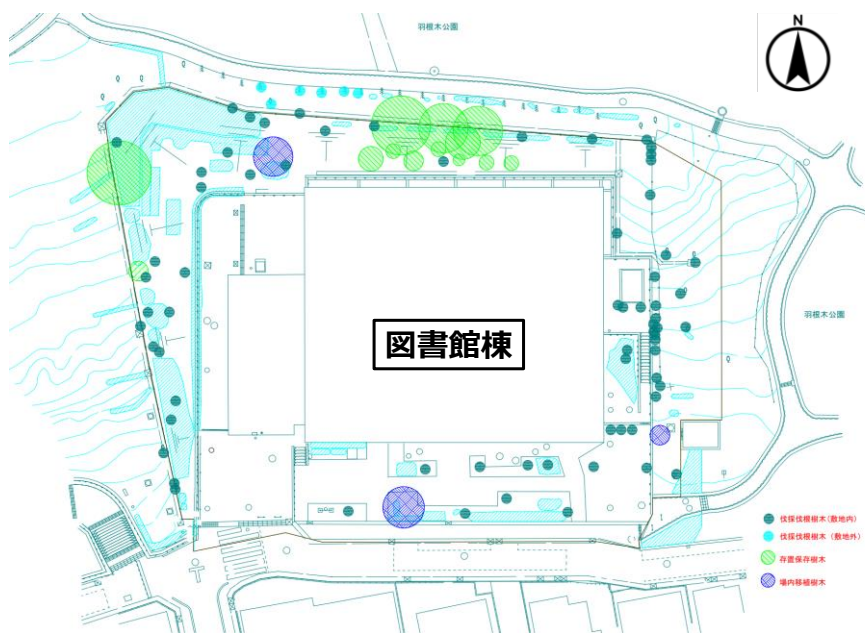 羽根木公園
N
図書館棟
羽根木公園
伐採伐根樹木(敷地内)
伐採伐根樹木(敷地外)
存置保存樹木
場内移植樹木